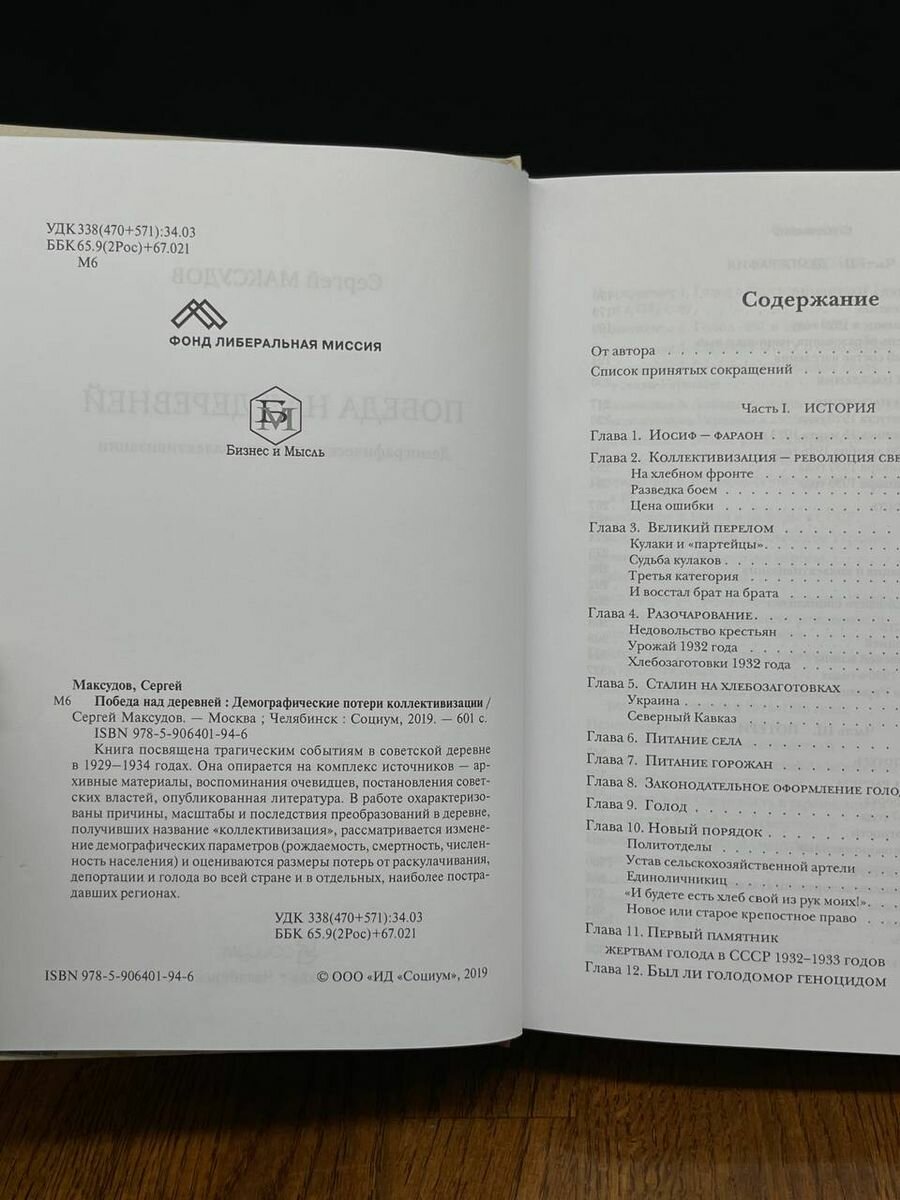 УДК 338(470+571):34.03
ББК 65.9(2Рос)+67.021
М6
ФОНД ЛИБЕРАЛЬНАЯ МИССИЯ
БМ
Бизнес и Мысль
Максудов, Сергей
М6 Победа над деревней : Демографические потери коллективизации /
Сергей Максудов. — Москва ; Челябинск : Социум, 2019. — 601 с.
ISBN 978-5-906401-94-6
Книга посвящена трагическим событиям в советской деревне
в 1929—1934 годах. Она опирается на комплекс источников — ар-
хивные материалы, воспоминания очевидцев, постановления совет-
ских властей, опубликованная литература. В работе охарактеризо-
ваны причины, масштабы и последствия преобразований в деревне,
получивших название «коллективизация», рассматривается измене-
ние демографических параметров (рождаемость, смертность, числен-
ность населения) и оцениваются размеры потерь от раскулачивания,
депортации и голода во всей стране и в отдельных, наиболее постра-
давших регионах.
УДК 338(470+571):34.03
ББК 65.9(2Рос)+67.021
ISBN 978-5-906401-94-6
© ООО «ИД «Социум», 2019
Содержание
От автора
Список принятых сокращений
Часть I. ИСТОРИЯ
Глава 1. Иосиф — фараон
Глава 2. Коллективизация — революция све
На хлебном фронте
Разведка боем
Цена ошибки
Глава 3. Великий перелом
Кулаки и «партейцы»
Судьба кулаков
Третья категория
И восстал брат на брата
Глава 4. Разочарование
Недовольство крестьян
Урожай 1932 года
Хлебозаготовки 1932 года
Глава 5. Сталин на хлебозаготовках
Украина
Северный Кавказ
Глава 6. Питание села
Глава 7. Питание горожан
Глава 8. Законодательное оформление голо
Глава 9. Голод
Глава 10. Новый порядок
Политотделы
Устав сельскохозяйственной артели
Единоличникиц
«И будете есть хлеб свой из рук моих!»
Новое или старое крепостное право
Глава 11. Первый памятник
жертвам голода в СССР 1932–1933 годов
Глава 12. Был ли голодомор геноцидом